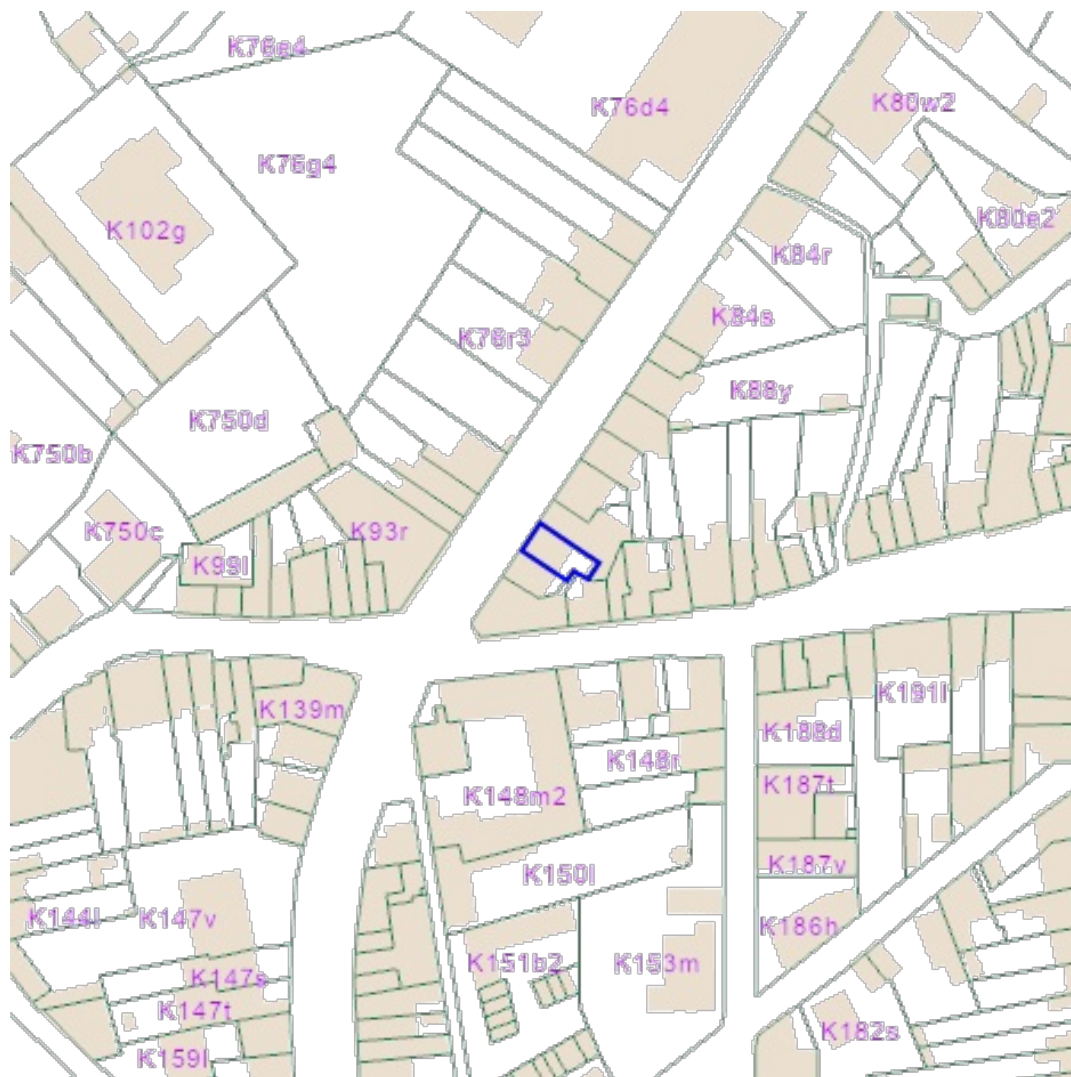 K76e4
K76d4
K80w2
K76g4
K102g
K80e2
K84r
K84s
K76r3
K88y
K750d
K750b
K750c
K93r
K99l
K139m
K191l
K188d
K148r
K187t
K148m2
K187v
K150l
K144l
K147v
K186h
K151b2
K153m
K147s
K147t
K182s
K159l